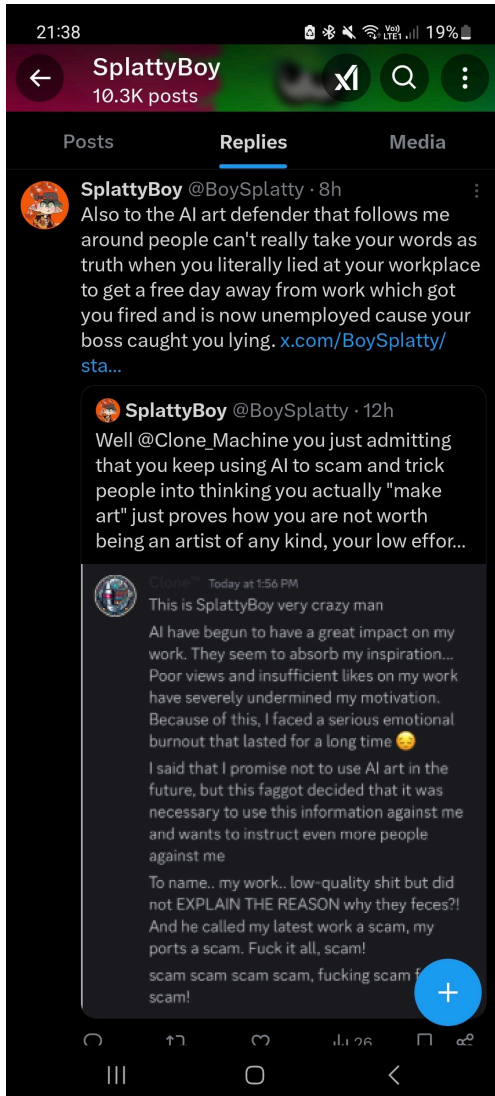 21:38
Vo))
LTE1
19%
SplattyBoy
10.3K posts
Posts
Replies
Media
SplattyBoy @BoySplatty · 8h
Also to the AI art defender that follows me
around people can't really take your words as
truth when you literally lied at your workplace
to get a free day away from work which got
you fired and is now unemployed cause your
boss caught you lying. x.com/BoySplatty/
sta...
SplattyBoy @BoySplatty · 12h
Well @Clone_Machine you just admitting
that you keep using AI to scam and trick
people into thinking you actually "make
art" just proves how you are not worth
being an artist of any kind, your low effor...
Clone™ Today at 1:56 PM
This is SplattyBoy very crazy man
AI have begun to have a great impact on my
work. They seem to absorb my inspiration...
Poor views and insufficient likes on my work
have severely undermined my motivation.
Because of this, I faced a serious emotional
burnout that lasted for a long time 😔
I said that I promise not to use AI art in the
future, but this faggot decided that it was
necessary to use this information against me
and wants to instruct even more people
against me
To name.. my work.. low-quality shit but did
not EXPLAIN THE REASON why they feces?!
And he called my latest work a scam, my
ports a scam. Fuck it all, scam!
scam scam scam scam, fucking scam f
scam!
26